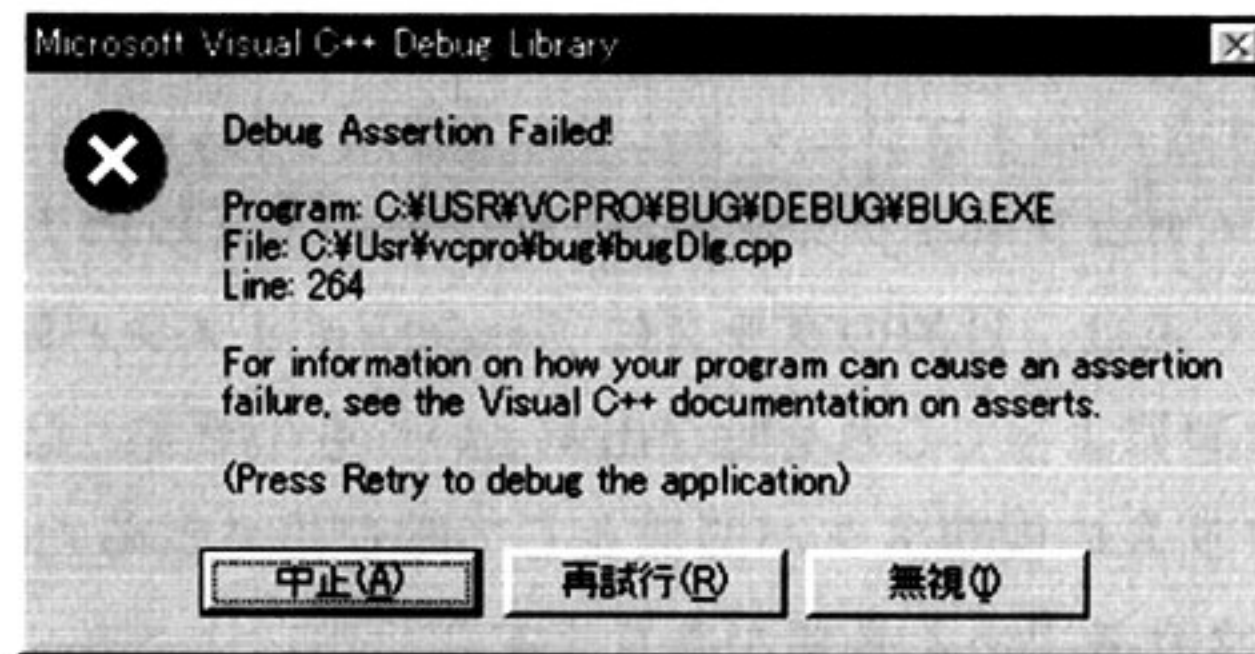 Microsoft Visual C++ Debug Library
Debug Assertion Failed!
Program: C:¥USR¥VCPRO¥BUG¥DEBUG¥BUG.EXE
File: C:¥Usr¥vcpro¥bug¥bugDlg.cpp
Line: 264
For information on how your program can cause an assertion
failure, see the Visual C++ documentation on asserts.
(Press Retry to debug the application)
中止(A) 再試行(R) 無視(I)